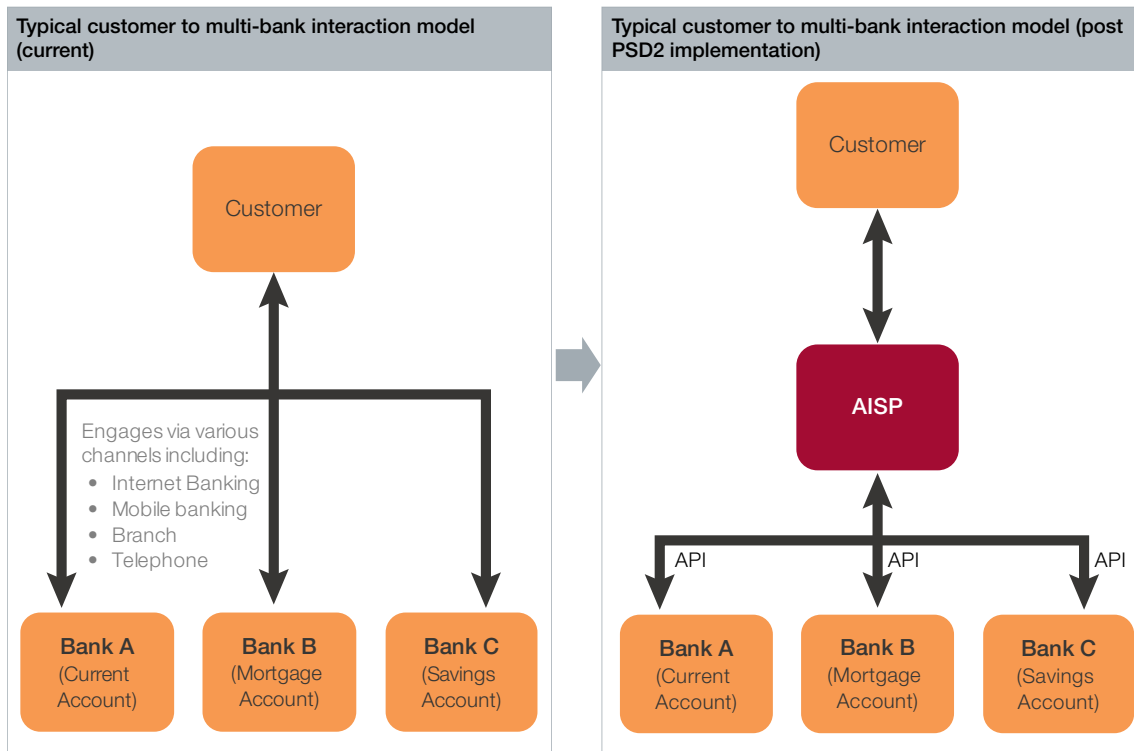 Typical customer to multi-bank interaction model
(current)
Customer
Engages via various
channels including:
• Internet Banking
• Mobile banking
• Branch
• Telephone
Bank A
(Current
Account)
Bank B
(Mortgage
Account)
Bank C
(Savings
Account)
Typical customer to multi-bank interaction model (post
PSD2 implementation)
Customer
AISP
API
API
API
Bank A
(Current
Account)
Bank B
(Mortgage
Account)
Bank C
(Savings
Account)